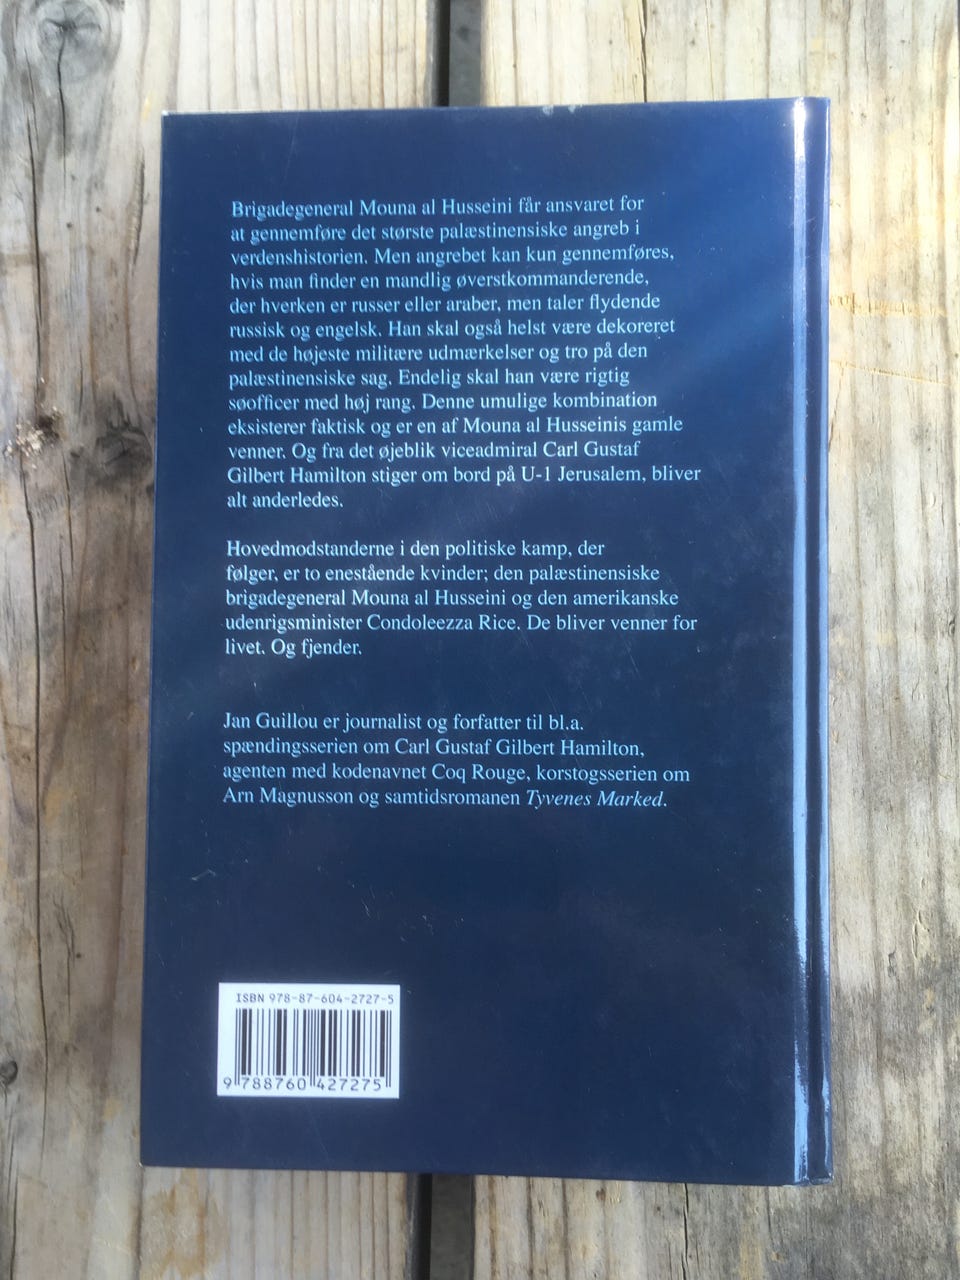 Brigadegeneral Mouna al Husseini får ansvaret for
at gennemføre det største palæstinensiske angreb i
verdenshistorien. Men angrebet kan kun gennemføres,
hvis man finder en mandlig øverstkommanderende,
der hverken er russer eller araber, men taler flydende
russisk og engelsk. Han skal også helst være dekoreret
med de højeste militære udmærkelser og tro på den
palæstinensiske sag. Endelig skal han være rigtig
søofficer med høj rang. Denne umulige kombination
eksisterer faktisk og er en af Mouna al Husseinis gamle
venner. Og fra det øjeblik viceadmiral Carl Gustaf
Gilbert Hamilton stiger om bord på U-1 Jerusalem, bliver
alt anderledes.
Hovedmodstanderne i den politiske kamp, der
følger, er to enestående kvinder; den palæstinensiske
brigadegeneral Mouna al Husseini og den amerikanske
udenrigsminister Condoleezza Rice. De bliver venner for
livet. Og fjender.
Jan Guillou er journalist og forfatter til bl.a.
spændingsserien om Carl Gustaf Gilbert Hamilton,
agenten med kodenavnet Coq Rouge, korstogsserien om
Arn Magnusson og samtidsromanen Tyvenes Marked.
ISBN 978-87-604-2727-5
9 788760 427275